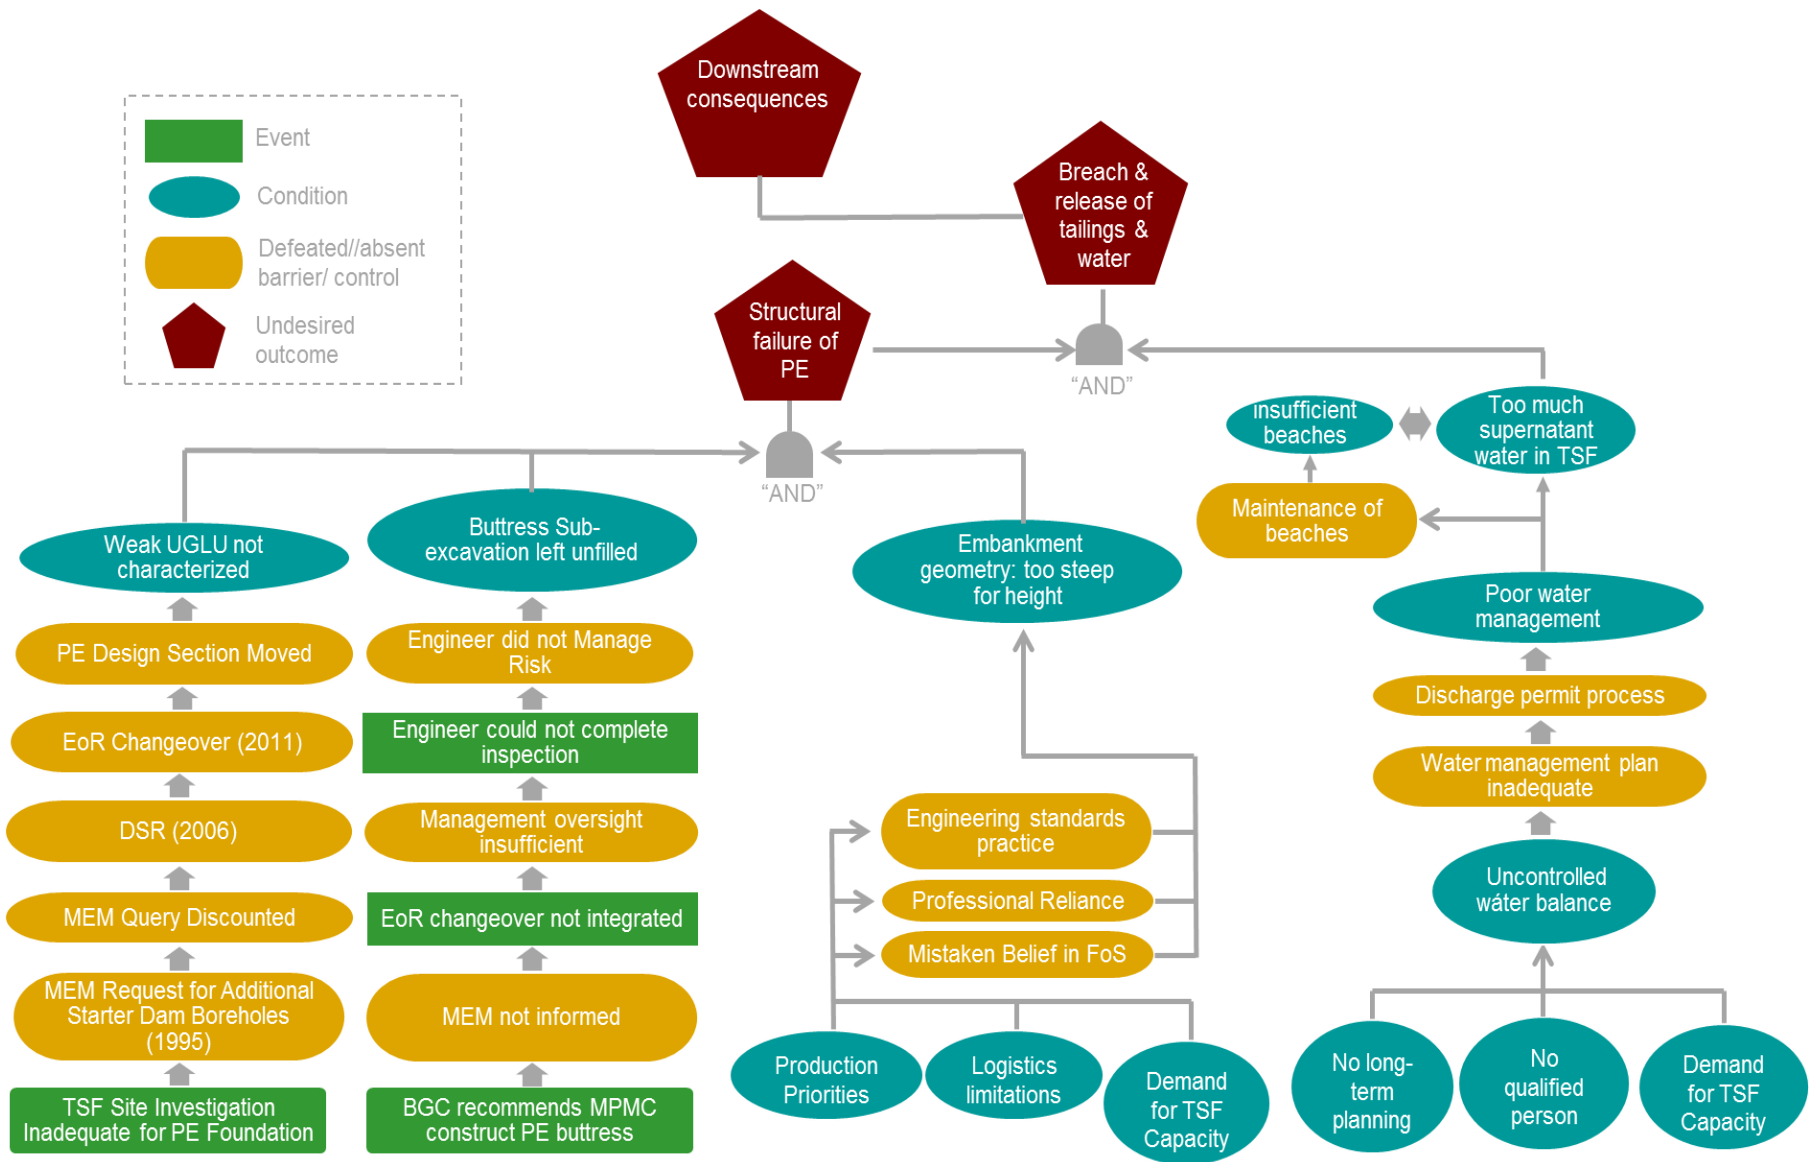 Downstream
consequences
Event
Condition
Defeated//absent
barrier/ control
Undesired
outcome
Breach &
release of
tailings &
water
Structural
failure of
PE
"AND"
"AND"
insufficient
beaches
Too much
supernatant
water in TSF
Maintenance of
beaches
Weak UGLU not
characterized
Buttress Sub-
excavation left unfilled
Embankment
geometry: too steep
for height
Poor water
management
PE Design Section Moved
Engineer did not Manage
Risk
Discharge permit process
EoR Changeover (2011)
Engineer could not complete
inspection
Water management plan
inadequate
DSR (2006)
Management oversight
insufficient
Engineering standards
practice
Uncontrolled
wáter balance
MEM Query Discounted
EoR changeover not integrated
Professional Reliance
Mistaken Belief in FoS
MEM Request for Additional
Starter Dam Boreholes
(1995)
MEM not informed
Production
Priorities
Logistics
limitations
Demand
for TSF
Capacity
No long-
term
planning
No
qualified
person
Demand
for TSF
Capacity
TSF Site Investigation
Inadequate for PE Foundation
BGC recommends MPMC
construct PE buttress